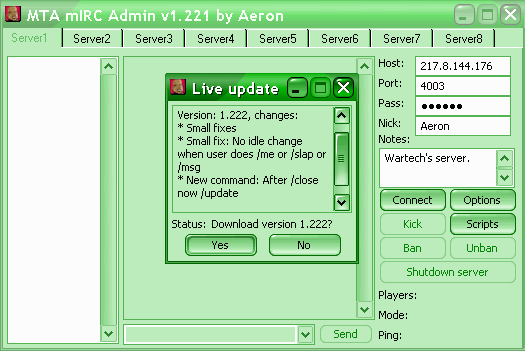 MTA mIRC Admin v1.221 by Aeron
Server1 Server2 Server3 Server4 Server5 Server6 Server7 Server8
Host: 217.8.144.176
Port: 4003
Pass: ●●●●●●
Nick: Aeron
Notes:
Wartech's server.
Connect Options
Kick Scripts
Ban Unban
Shutdown server
Players:
Mode:
Ping:
Send
Live update
Version: 1.222, changes:
* Small fixes
* Small fix: No idle change
when user does /me or /slap or
/msg
* New command: After /close
now /update
Status: Download version 1.222?
Yes No